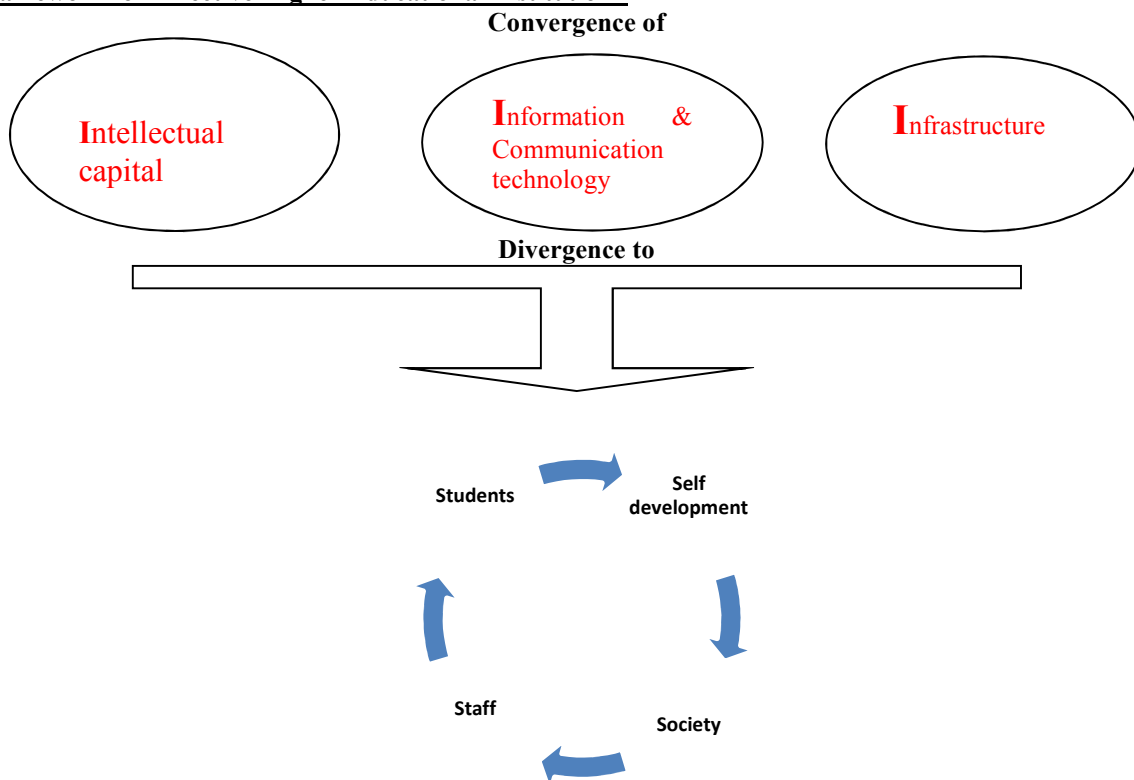 Convergence of
Intellectual
capital
Information &
Communication
technology
Infrastructure
Divergence to
Students
Self
development
Staff
Society